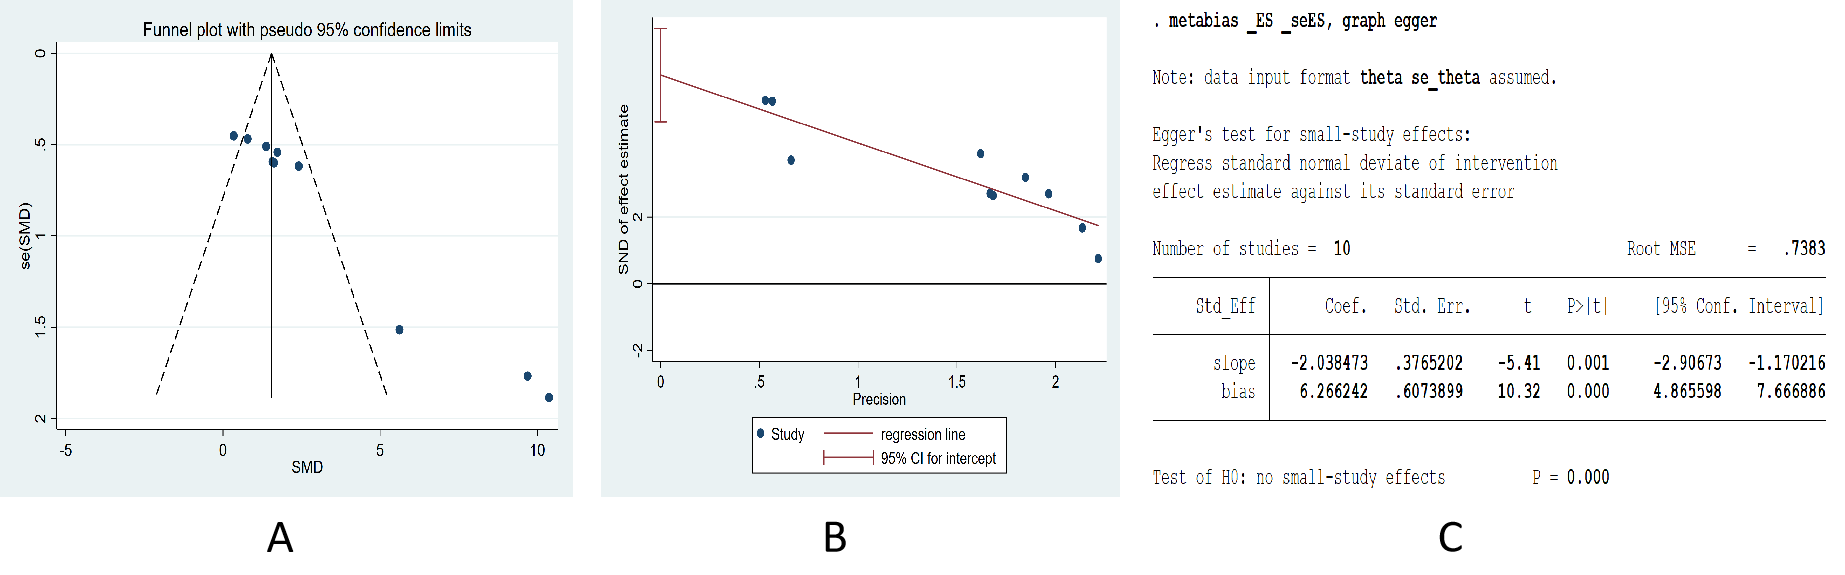 Funnel plot with pseudo 95% confidence limits
0
.5
1
1.5
2
se(SMD)
-5
0
5
10
SMD
A
SND of effect estimate
2
0
-2
0
.5
1
1.5
2
Precision
Study
regression line
95% CI for intercept
B
. metabias _ES _seES, graph egger
Note: data input format theta se_theta assumed.
Egger's test for small-study effects:
Regress standard normal deviate of intervention
effect estimate against its standard error
Number of studies = 10 Root MSE = .7383
Std_Eff Coef. Std. Err. t P>|t| [95% Conf. Interval]
slope -2.038473 .3765202 -5.41 0.001 -2.90673 -1.170216
bias 6.266242 .6073899 10.32 0.000 4.865598 7.666886
Test of H0: no small-study effects P = 0.000
C